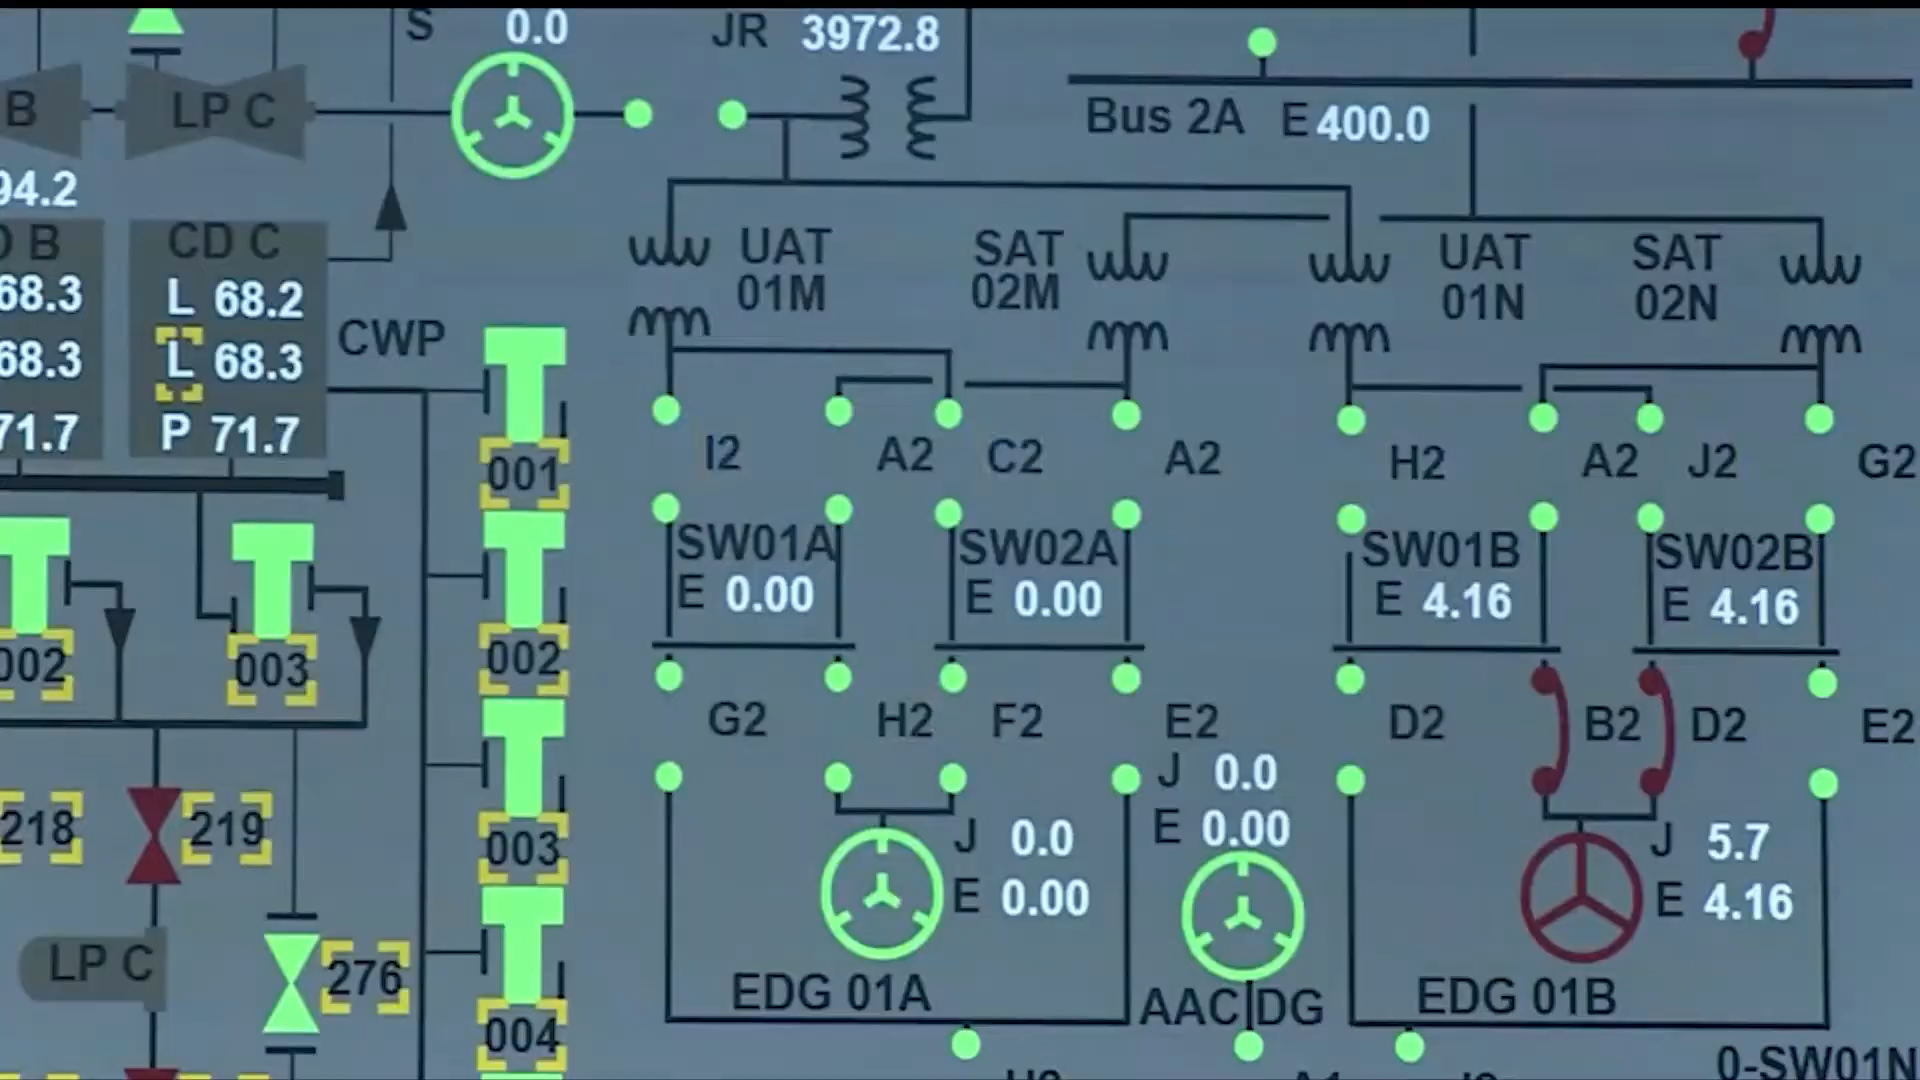 S 0.0
JR 3972.8
B
LP C
Bus 2A E 400.0
94.2
B
CD C
68.3
L 68.2
68.3
L 68.3
71.7
P 71.7
CWP
UAT 01M
SAT 02M
UAT 01N
SAT 02N
001
I2
A2
C2
A2
H2
A2
J2
G2
SW01A
E 0.00
SW02A
E 0.00
SW01B
E 4.16
SW02B
E 4.16
002
003
002
G2
H2
F2
E2
D2
B2
D2
E2
J 0.0
E 0.00
218
219
003
J 0.0
E 0.00
J 5.7
E 4.16
LP C
276
004
EDG 01A
AAC DG
EDG 01B
0-SW01N